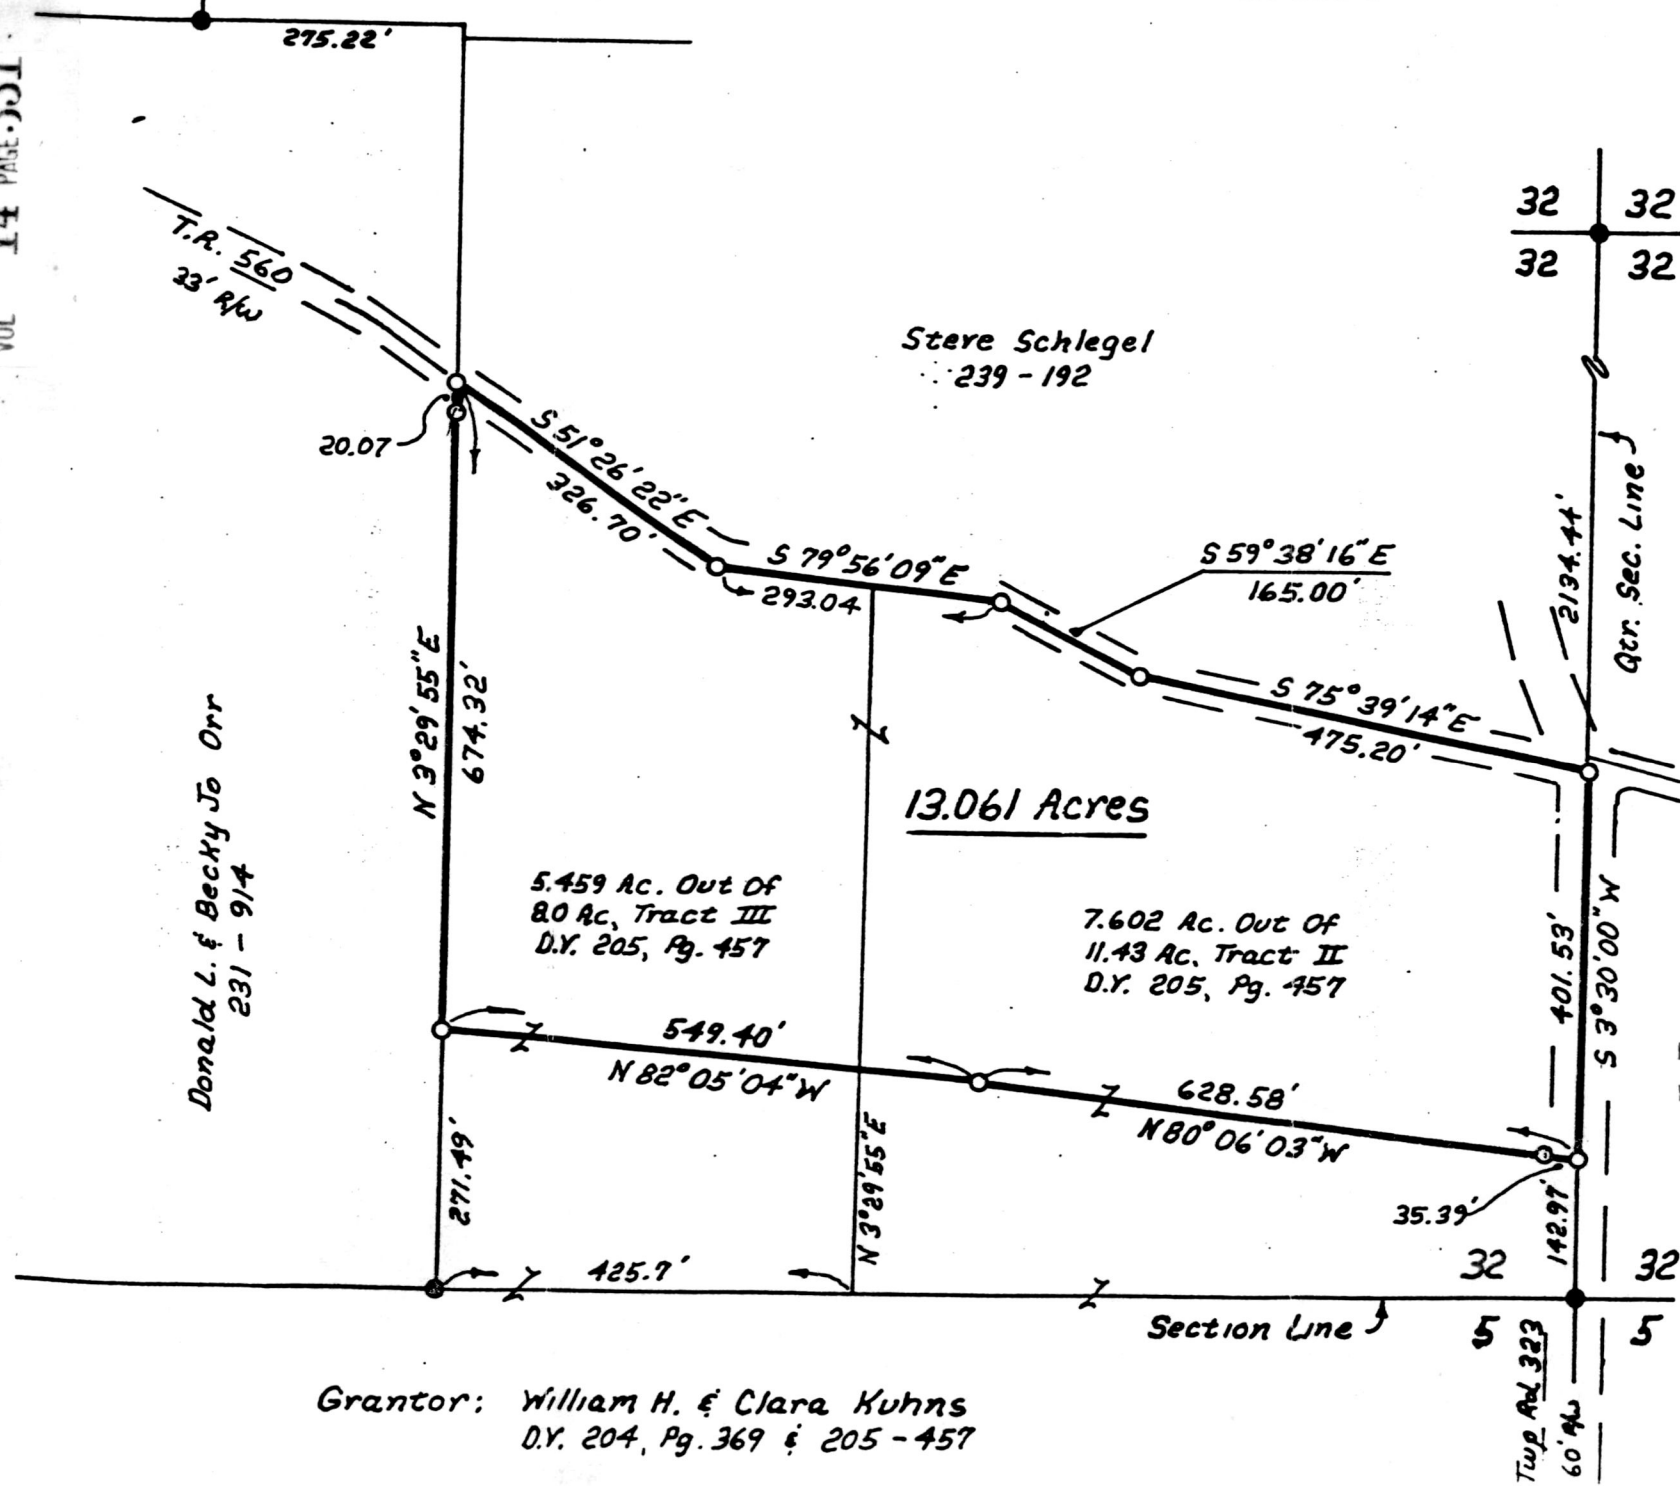 VOL 14 PAGE 331
275.22'
T.R. 560
33' R/W
32 32
32 32
Steve Schlegel
239-192
20.07
S 51° 26' 22" E
326.70'
S 79° 56' 09" E
293.04
S 59° 38' 16" E
165.00'
2134.44'
Qtr. Sec. Line
S 75° 39' 14" E
475.20'
N 3° 29' 55" E
674.32'
13.061 Acres
Donald L. & Becky Jo Orr
231-914
5.459 Ac. Out Of
8.0 Ac, Tract III
D.V. 205, Pg. 457
7.602 Ac. Out Of
11.43 Ac. Tract II
D.V. 205, Pg. 457
401.53'
S 3° 30' 00" W
549.40'
N 82° 05' 04" W
628.58'
N 80° 06' 03" W
271.49'
N 3° 29' 55" E
35.39'
142.97'
425.7'
32 32
Section Line
5 5
Twp Rd. 323
60' R/W
Grantor: William H. & Clara Kuhns
D.V. 204, Pg. 369 & 205-457